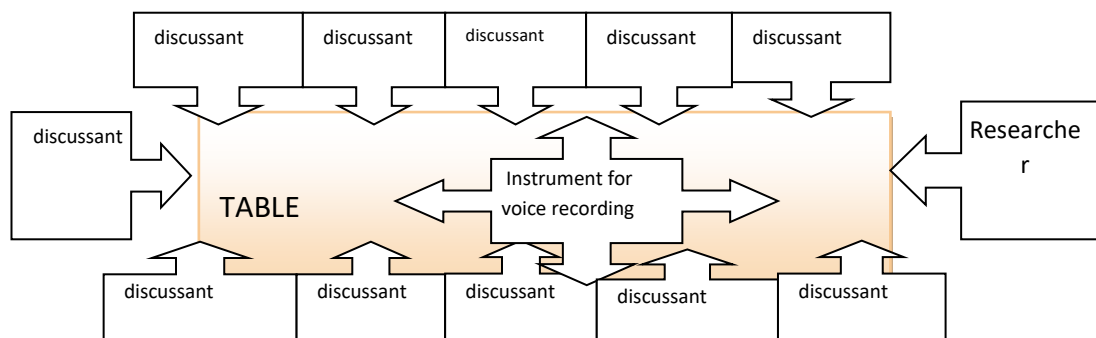 discussant
discussant
discussant
discussant
discussant
discussant
Researche
r
Instrument for
voice recording
TABLE
discussant
discussant
discussant
discussant
discussant